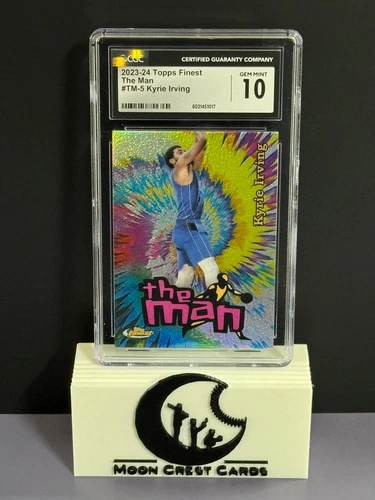 CGC
CERTIFIED GUARANTY COMPANY
2023-24 Topps Finest
The Man
#TM-5 Kyrie Irving
GEM MINT
10
6031451017
Kyrie Irving
the
man
Finest
MOON CREST CARDS